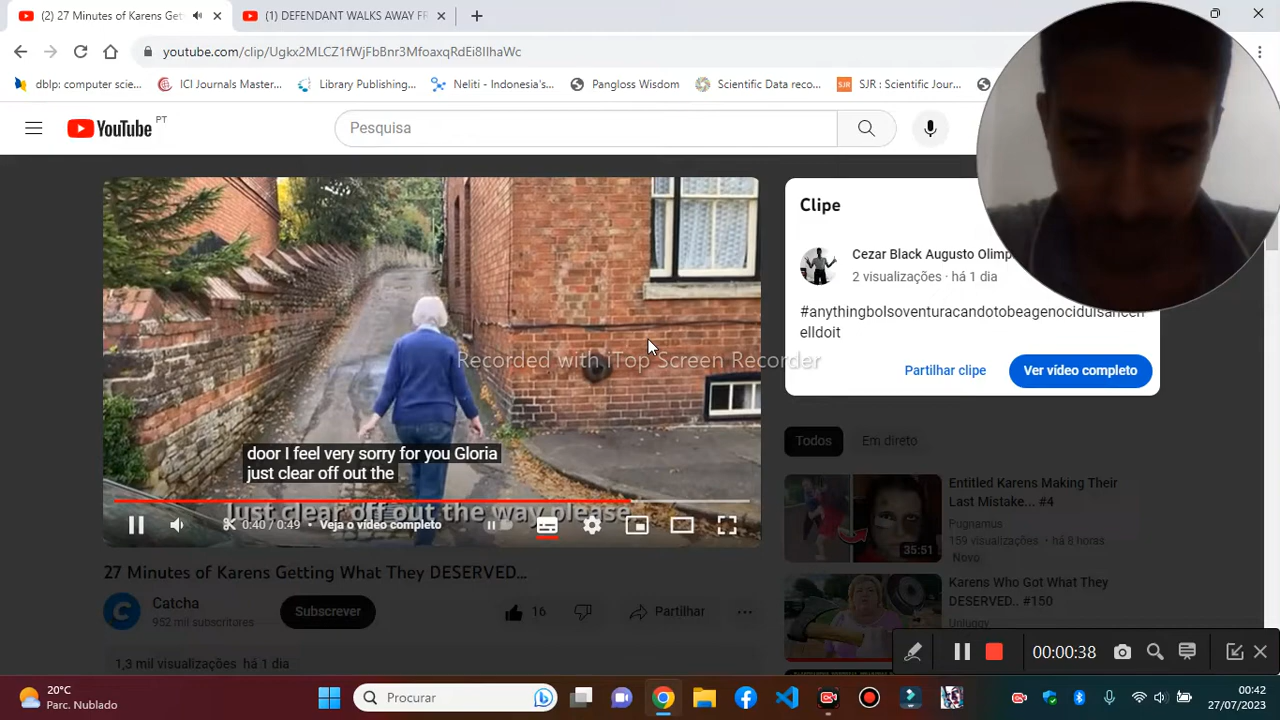 (2) 27 Minutes of Karens Get
(1) DEFENDANT WALKS AWAY FR
youtube.com/clip/Ugkx2MLCZ1fWjFbBnr3MfoaxqRdEi8IIhaWc
dblp: computer scie...
ICI Journals Master...
Library Publishing...
Neliti - Indonesia's...
Pangloss Wisdom
Scientific Data reco...
SJR : Scientific Jour...
YouTube PT
Pesquisa
Clipe
Cezar Black Augusto Olimp
2 visualizações · há 1 dia
#anythingbolsoventuracandotobeagenocidulsariceen
elldoit
Partilhar clipe
Ver vídeo completo
Recorded with iTop Screen Recorder
door I feel very sorry for you Gloria
just clear off out the
Just clear off out the way please
0:40 / 0:49 • Veja o vídeo completo
27 Minutes of Karens Getting What They DESERVED...
Catcha
952 mil subscritores
Subscrever
16
Partilhar
1,3 mil visualizações há 1 dia
Todos
Em direto
Entitled Karens Making Their
Last Mistake... #4
Pugnamus
159 visualizações • há 8 horas
Novo
35:51
Karens Who Got What They
DESERVED.. #150
Unluggy
00:00:38
20°C
Parc. Nublado
Procurar
00:42
27/07/2023